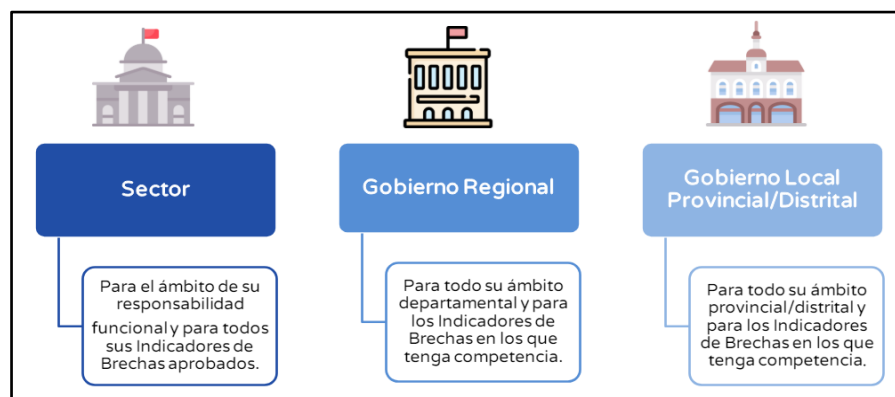 Sector
Para el ámbito de su
responsabilidad
funcional y para todos
sus Indicadores de
Brechas aprobados.
Gobierno Regional
Para todo su ámbito
departamental y para
los Indicadores de
Brechas en los que
tenga competencia.
Gobierno Local
Provincial/Distrital
Para todo su ámbito
provincial/distrital y
para los Indicadores
de Brechas en los que
tenga competencia.